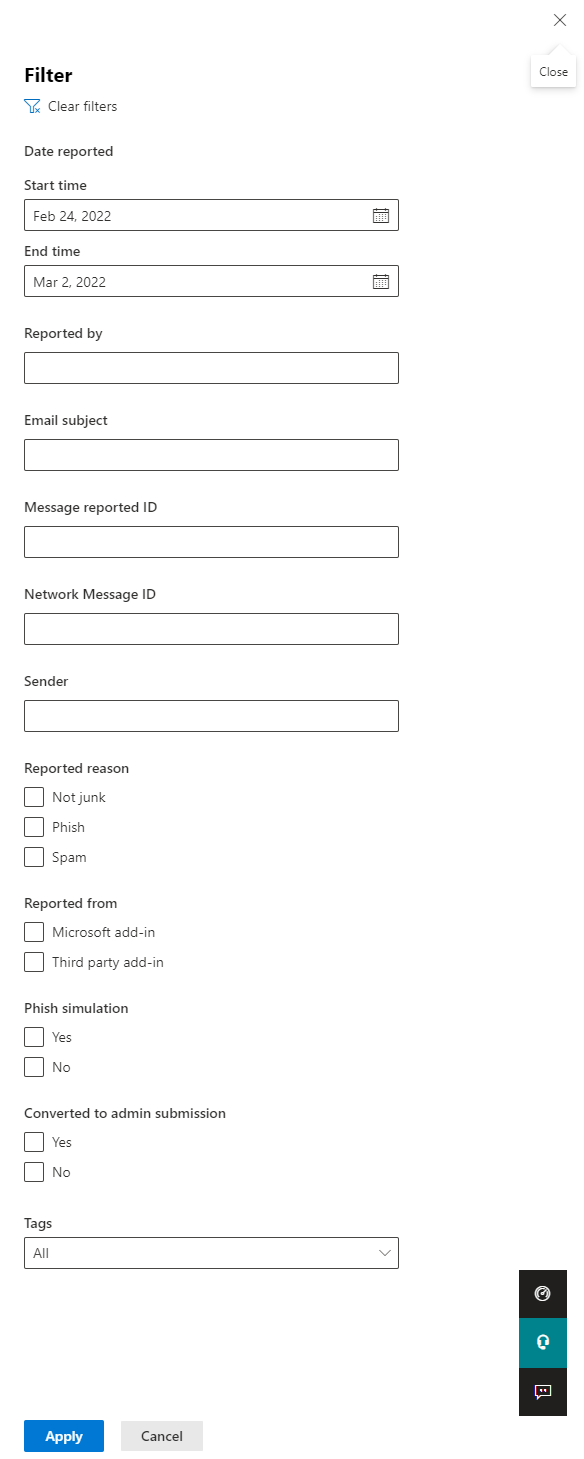 Close
Filter
Clear filters
Date reported
Start time
Feb 24, 2022
End time
Mar 2, 2022
Reported by
Email subject
Message reported ID
Network Message ID
Sender
Reported reason
Not junk
Phish
Spam
Reported from
Microsoft add-in
Third party add-in
Phish simulation
Yes
No
Converted to admin submission
Yes
No
Tags
All
Apply
Cancel